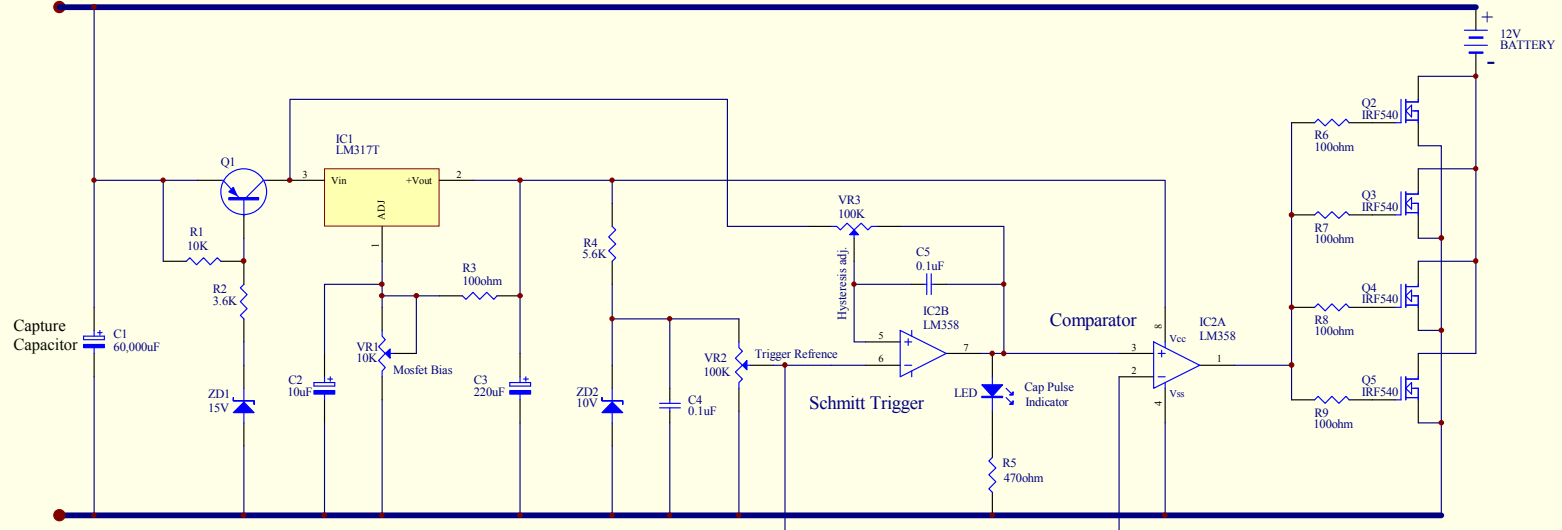 +
12V
BATTERY
-
Q2
IRF540
R6
100ohm
IC1
LM317T
Q1
3
Vin
+Vout
2
ADJ
1
R1
10K
R2
3.6K
R3
100ohm
R4
5.6K
VR3
100K
Hysteresis adj.
C5
0.1uF
Q3
IRF540
R7
100ohm
Q4
IRF540
R8
100ohm
Capture
Capacitor
+
C1
60,000uF
VR1
10K
Mosfet Bias
+
C2
10uF
+
C3
220uF
ZD1
15V
ZD2
10V
C4
0.1uF
VR2
100K
Trigger Refrence
IC2B
LM358
5
+
6
-
7
Schmitt Trigger
LED
Cap Pulse
Indicator
R5
470ohm
Comparator
8
Vcc
IC2A
LM358
3
+
2
-
1
4
Vss
Q5
IRF540
R9
100ohm